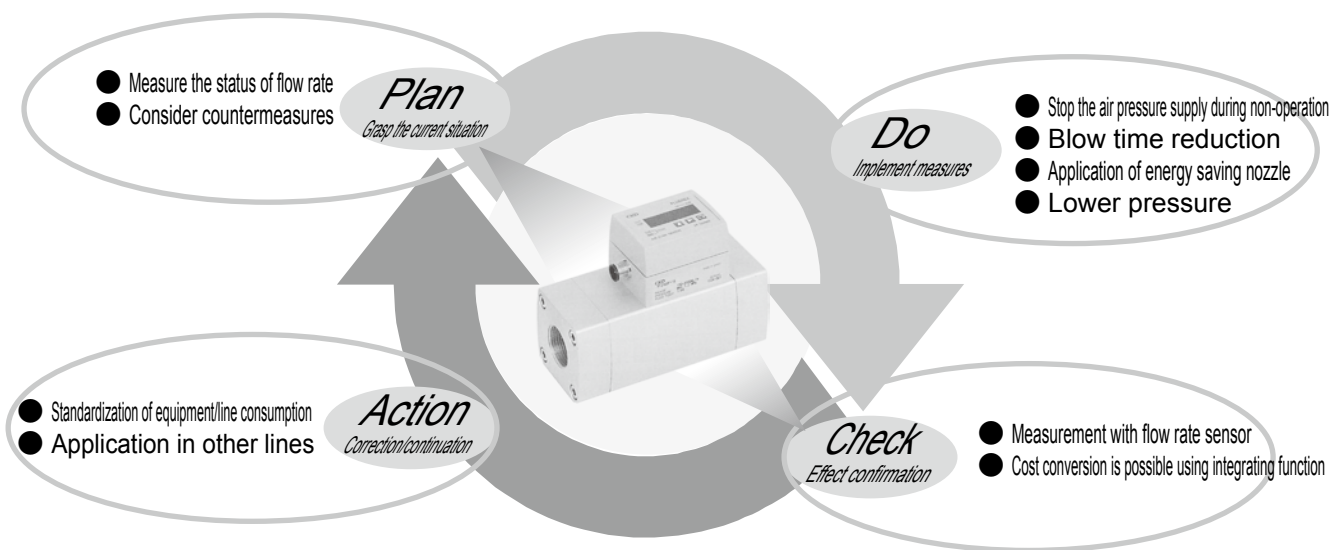 ● Measure the status of flow rate
● Consider countermeasures
Plan
Grasp the current situation
Do
Implement measures
● Stop the air pressure supply during non-operation
● Blow time reduction
● Application of energy saving nozzle
● Lower pressure
● Standardization of equipment/line consumption
● Application in other lines
Action
Correction/continuation
Check
Effect confirmation
● Measurement with flow rate sensor
● Cost conversion is possible using integrating function